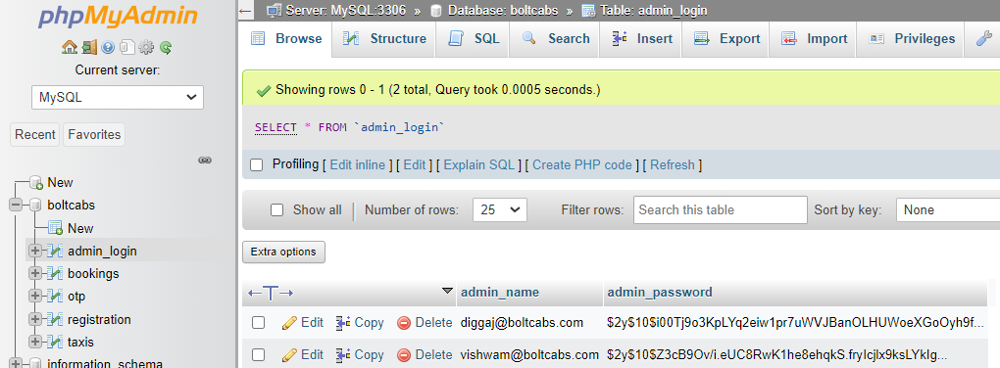 phpMyAdmin
Current server:
MySQL
Recent Favorites
New
boltcabs
New
admin_login
bookings
otp
registration
taxis
information_schema
Server: MySQL:3306 » Database: boltcabs » Table: admin_login
Browse Structure SQL Search Insert Export Import Privileges
Showing rows 0 - 1 (2 total, Query took 0.0005 seconds.)
SELECT * FROM `admin_login`
Profiling [ Edit inline ] [ Edit ] [ Explain SQL ] [ Create PHP code ] [ Refresh ]
Show all Number of rows: 25 Filter rows: Search this table Sort by key: None
Extra options
←T→ admin_name admin_password
Edit Copy Delete diggaj@boltcabs.com $2y$10$i00Tj9o3KpLYq2eiw1pr7uWVJBanOLHUWoeXGoOyh9f...
Edit Copy Delete vishwam@boltcabs.com $2y$10$Z3cB9Ov/i.eUC8RwK1he8ehqkS.fryIcjlx9ksLYkIg...